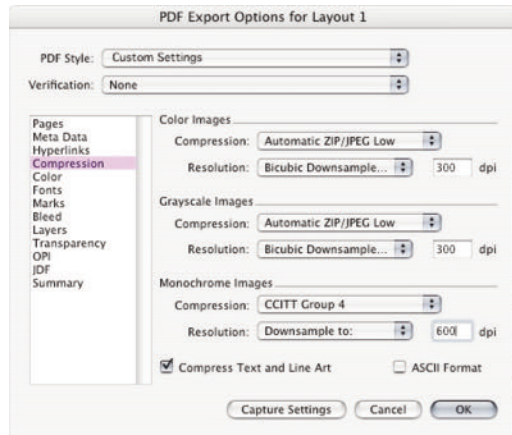 PDF Export Options for Layout 1
PDF Style: Custom Settings
Verification: None
Pages
Meta Data
Hyperlinks
Compression
Color
Fonts
Marks
Bleed
Layers
Transparency
OPI
JDF
Summary
Color Images
Compression: Automatic ZIP/JPEG Low
Resolution: Bicubic Downsample... 300 dpi
Grayscale Images
Compression: Automatic ZIP/JPEG Low
Resolution: Bicubic Downsample... 300 dpi
Monochrome Images
Compression: CCITT Group 4
Resolution: Downsample to: 600 dpi
Compress Text and Line Art ASCII Format
Capture Settings Cancel OK